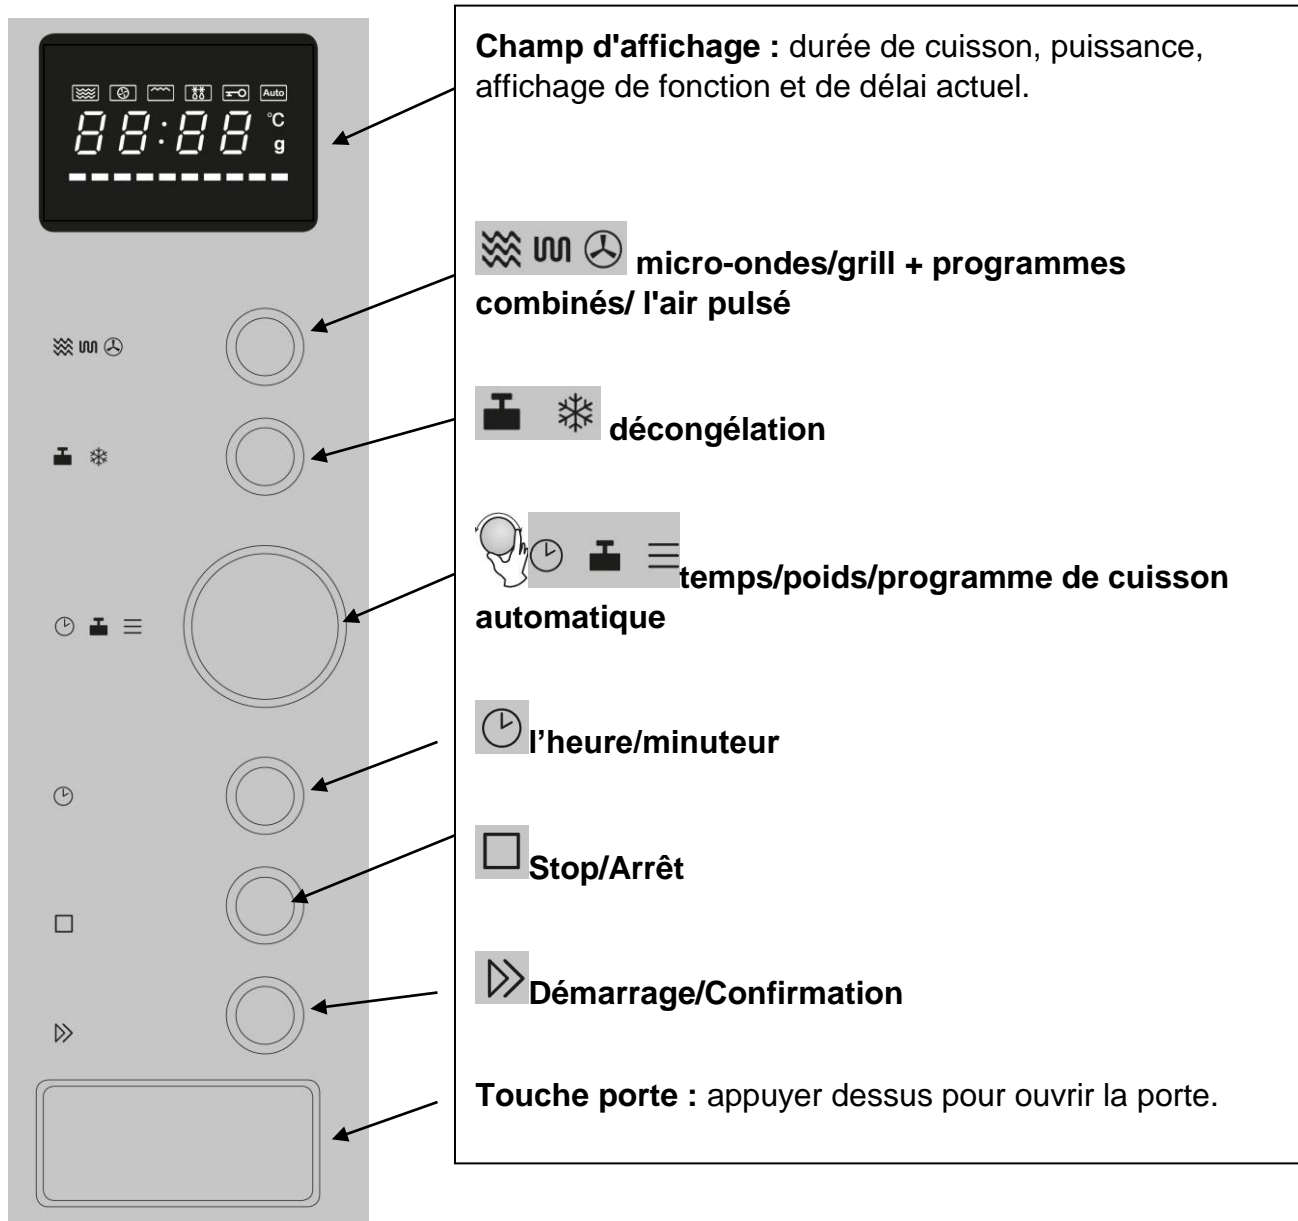 Auto
88:88 °C
g
Champ d'affichage : durée de cuisson, puissance,
affichage de fonction et de délai actuel.
micro-ondes/grill + programmes
combinés/ l'air pulsé
décongélation
temps/poids/programme de cuisson
automatique
l’heure/minuteur
Stop/Arrêt
Démarrage/Confirmation
Touche porte : appuyer dessus pour ouvrir la porte.